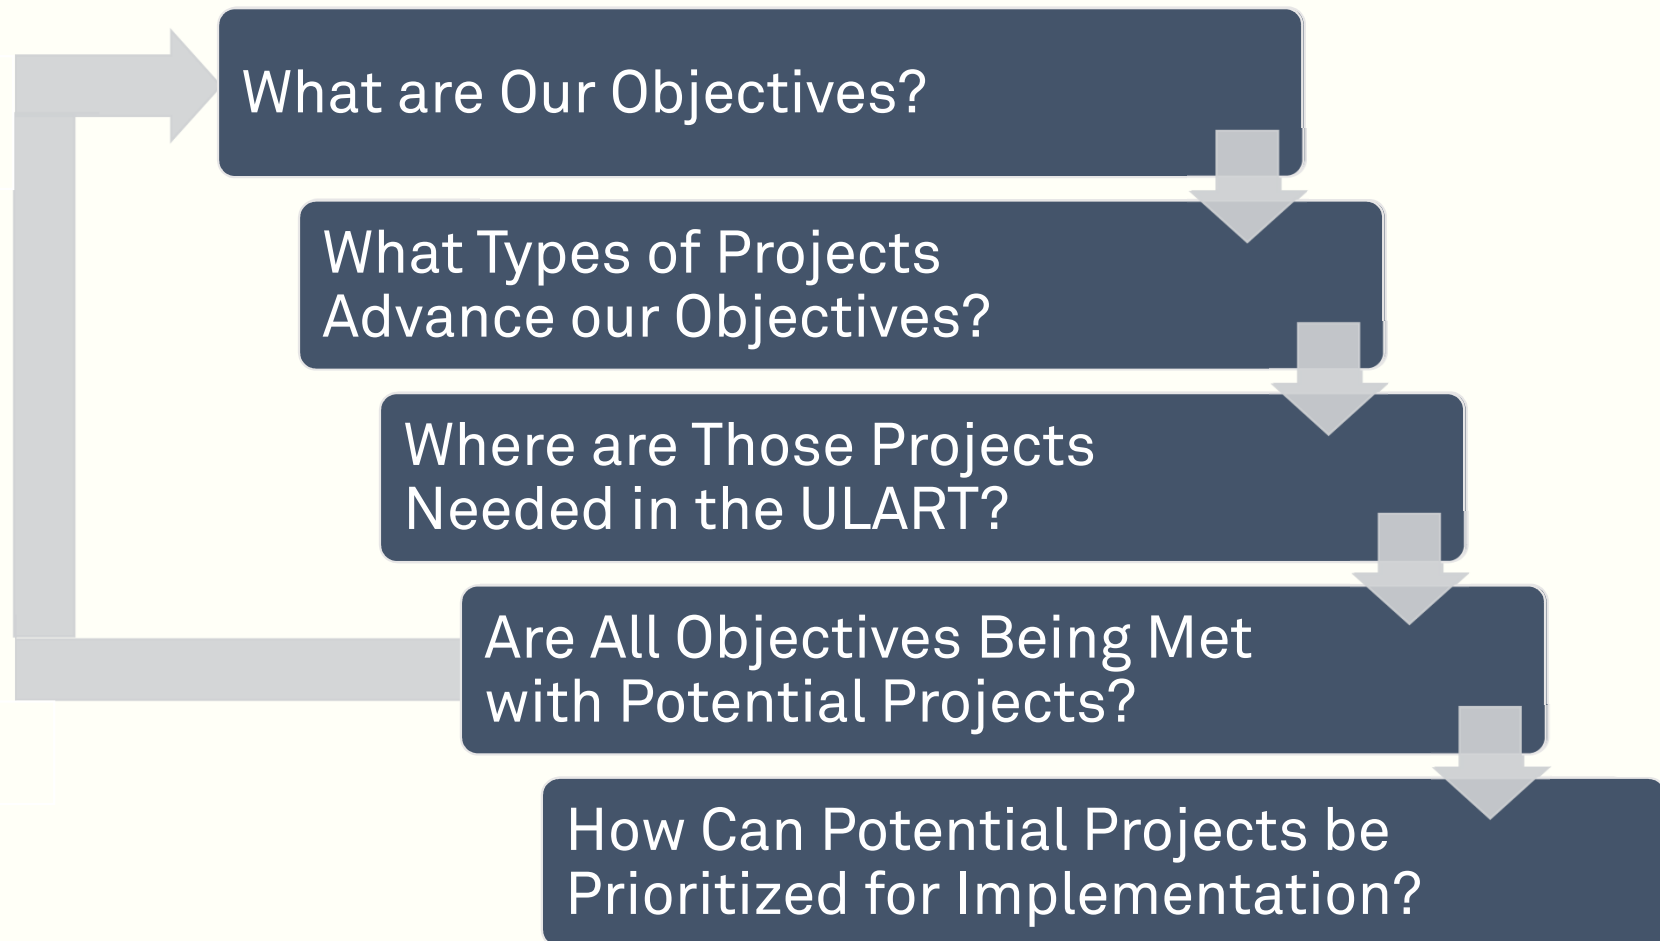 What are Our Objectives?
What Types of Projects
Advance our Objectives?
Where are Those Projects
Needed in the ULART?
Are All Objectives Being Met
with Potential Projects?
How Can Potential Projects be
Prioritized for Implementation?